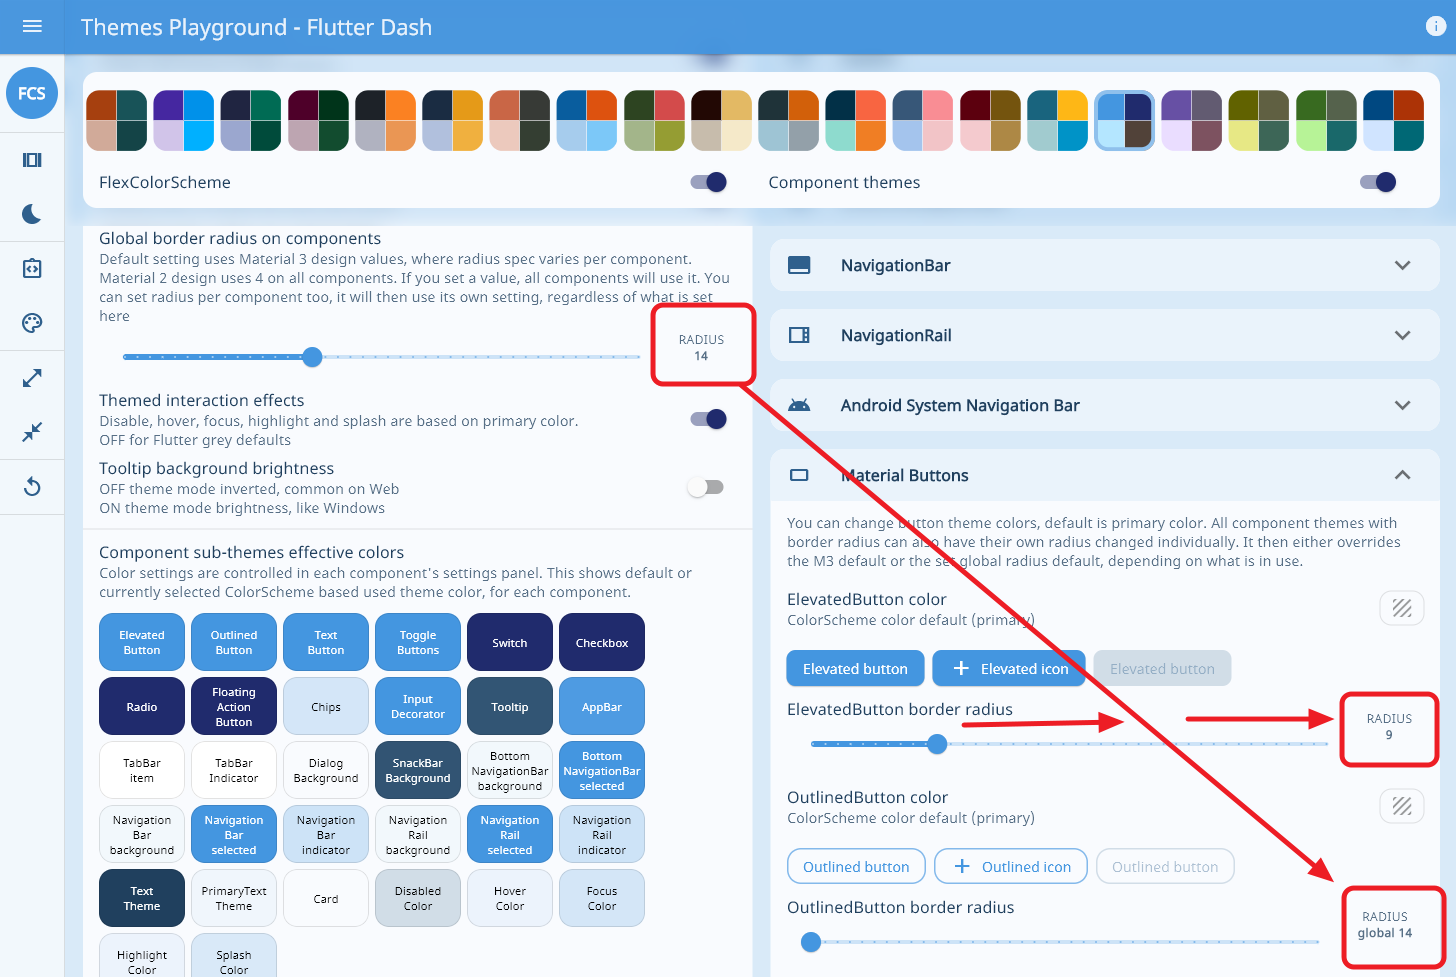 Themes Playground - Flutter Dash
FCS
FlexColorScheme
Component themes
Global border radius on components
Default setting uses Material 3 design values, where radius spec varies per component.
Material 2 design uses 4 on all components. If you set a value, all components will use it. You
can set radius per component too, it will then use its own setting, regardless of what is set
here
RADIUS
14
Themed interaction effects
Disable, hover, focus, highlight and splash are based on primary color.
OFF for Flutter grey defaults
Tooltip background brightness
OFF theme mode inverted, common on Web
ON theme mode brightness, like Windows
Component sub-themes effective colors
Color settings are controlled in each component's settings panel. This shows default or
currently selected ColorScheme based used theme color, for each component.
Elevated
Button
Outlined
Button
Text
Button
Toggle
Buttons
Switch
Checkbox
Radio
Floating
Action
Button
Chips
Input
Decorator
Tooltip
AppBar
TabBar
item
TabBar
Indicator
Dialog
Background
SnackBar
Background
Bottom
NavigationBar
background
Bottom
NavigationBar
selected
Navigation
Bar
background
Navigation
Bar
selected
Navigation
Bar
indicator
Navigation
Rail
background
Navigation
Rail
selected
Navigation
Rail
indicator
Text
Theme
PrimaryText
Theme
Card
Disabled
Color
Hover
Color
Focus
Color
Highlight
Color
Splash
Color
NavigationBar
NavigationRail
Android System Navigation Bar
Material Buttons
You can change button theme colors, default is primary color. All component themes with
border radius can also have their own radius changed individually. It then either overrides
the M3 default or the set global radius default, depending on what is in use.
ElevatedButton color
ColorScheme color default (primary)
Elevated button
Elevated icon
Elevated button
ElevatedButton border radius
RADIUS
9
OutlinedButton color
ColorScheme color default (primary)
Outlined button
Outlined icon
Outlined button
OutlinedButton border radius
RADIUS
global 14